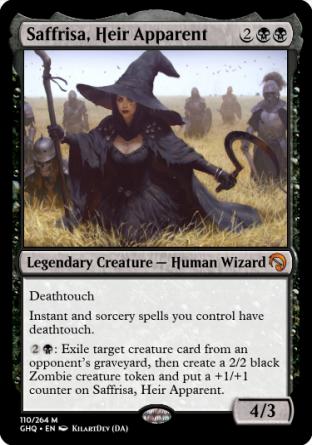 Saffrisa, Heir Apparent 2
Legendary Creature — Human Wizard
Deathtouch
Instant and sorcery spells you control have
deathtouch.
2 : Exile target creature card from an
opponent's graveyard, then create a 2/2 black
Zombie creature token and put a +1/+1
counter on Saffrisa, Heir Apparent.
4/3
110/264 M
GHQ • EN KilartDev (DA)